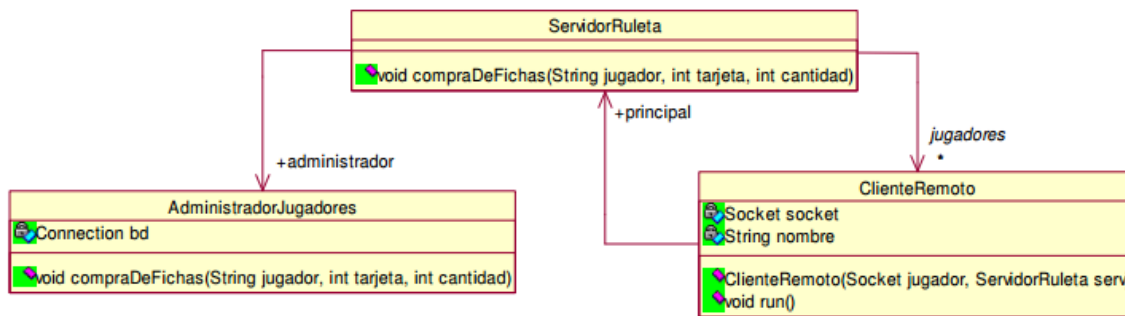 ServidorRuleta
void compraDeFichas(String jugador, int tarjeta, int cantidad)
+principal
jugadores
*
+administrador
AdministradorJugadores
Connection bd
void compraDeFichas(String jugador, int tarjeta, int cantidad)
ClienteRemoto
Socket socket
String nombre
ClienteRemoto(Socket jugador, ServidorRuleta serv
void run()